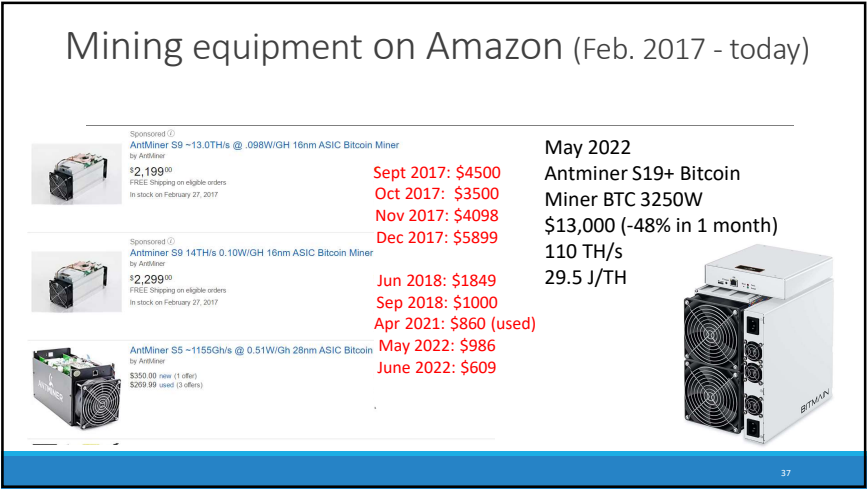 Mining equipment on Amazon (Feb. 2017 - today)
Sponsored
AntMiner S9 ~13.0TH/s @ .098W/GH 16nm ASIC Bitcoin Miner
by AntMiner
$2,19900
FREE Shipping on eligible orders
In stock on February 27, 2017
Sponsored
Antminer S9 14TH/s 0.10W/GH 16nm ASIC Bitcoin Miner
by AntMiner
$2,29900
FREE Shipping on eligible orders
In stock on February 27, 2017
AntMiner S5 ~1155Gh/s @ 0.51W/Gh 28nm ASIC Bitcoin
by AntMiner
$350.00 new (1 offer)
$269.99 used (3 offers)
ANTMINER
Sept 2017: $4500
Oct 2017: $3500
Nov 2017: $4098
Dec 2017: $5899
Jun 2018: $1849
Sep 2018: $1000
Apr 2021: $860 (used)
May 2022: $986
June 2022: $609
May 2022
Antminer S19+ Bitcoin
Miner BTC 3250W
$13,000 (-48% in 1 month)
110 TH/s
29.5 J/TH
BITMAIN
37